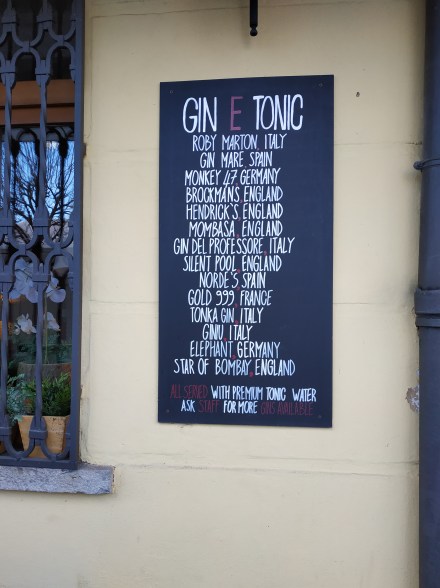 GIN E TONIC
ROBY MARTON, ITALY
GIN MARE, SPAIN
MONKEY 47 GERMANY
BROCKMANS, ENGLAND
HENDRICK'S, ENGLAND
MOMBASA, ENGLAND
GIN DEL PROFESSORE, ITALY
SILENT POOL, ENGLAND
NORDE'S, SPAIN
GOLD 999, FRANCE
TONKA GIN, ITALY
GINIU, ITALY
ELEPHANT, GERMANY
STAR OF BOMBAY, ENGLAND
ALL SERVED WITH PREMIUM TONIC WATER
ASK STAFF FOR MORE GINS AVAILABLE